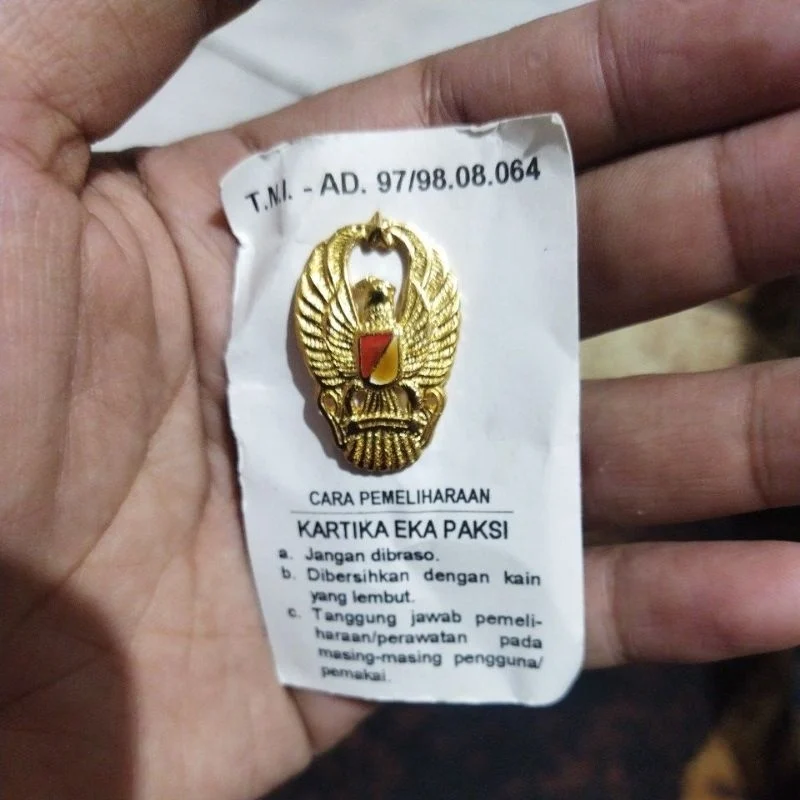 T.N.I. - AD. 97/98.08.064
CARA PEMELIHARAAN
KARTIKA EKA PAKSI
a. Jangan dibraso.
b. Dibersihkan dengan kain
yang lembut.
c. Tanggung jawab pemeli-
haraan/perawatan pada
masing-masing pengguna/
pemakai.